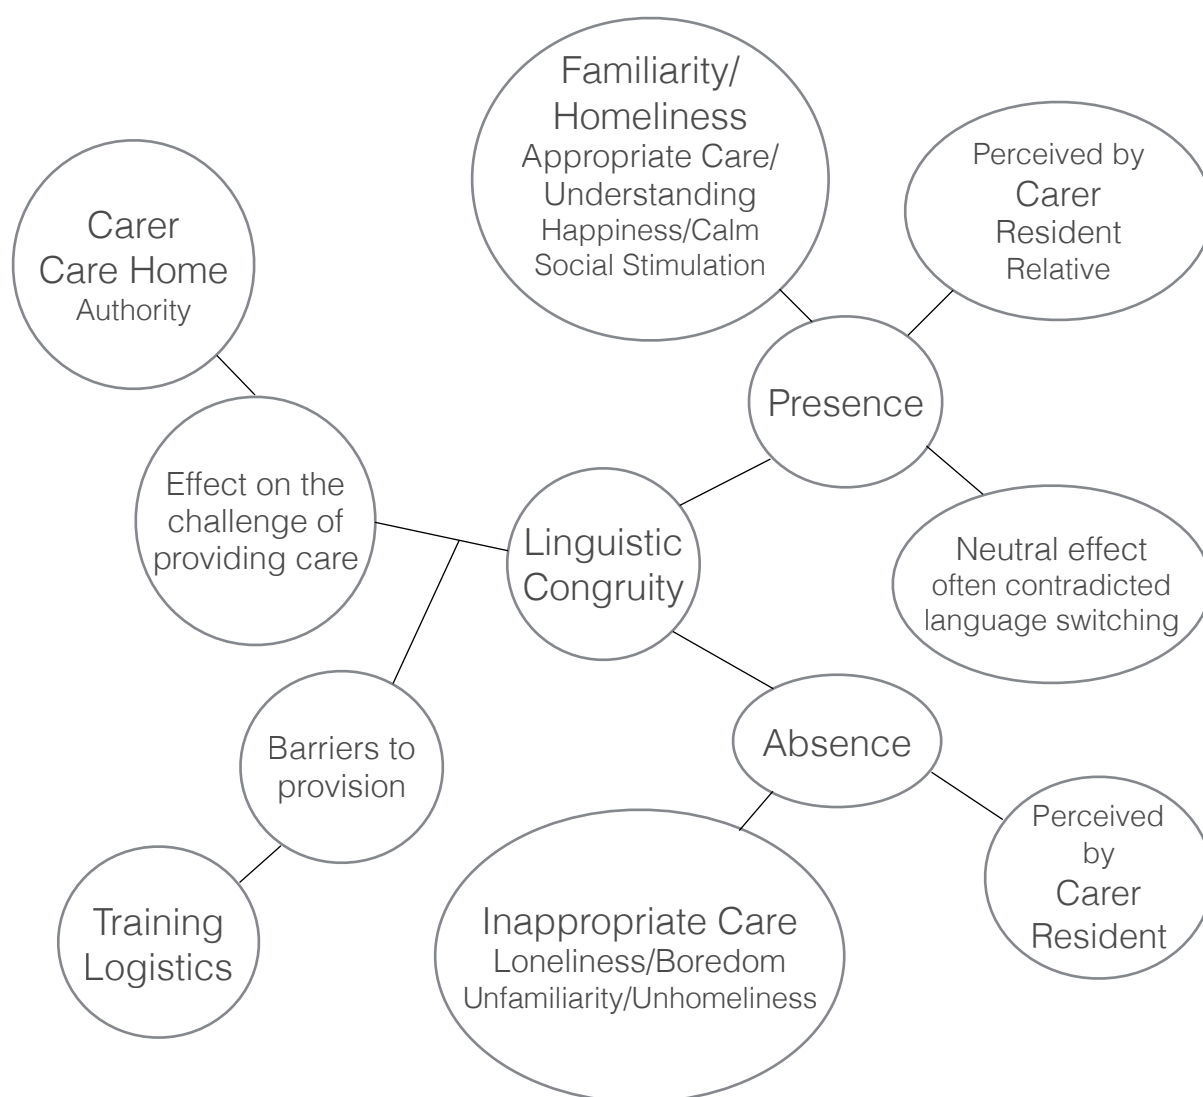 Familiarity/
Homeliness
Appropriate Care/
Understanding
Happiness/Calm
Social Stimulation
Perceived by
Carer
Resident
Relative
Carer
Care Home
Authority
Presence
Effect on the
challenge of
providing care
Linguistic
Congruity
Neutral effect
often contradicted
language switching
Barriers to
provision
Absence
Perceived
by
Carer
Resident
Training
Logistics
Inappropriate Care
Loneliness/Boredom
Unfamiliarity/Unhomeliness